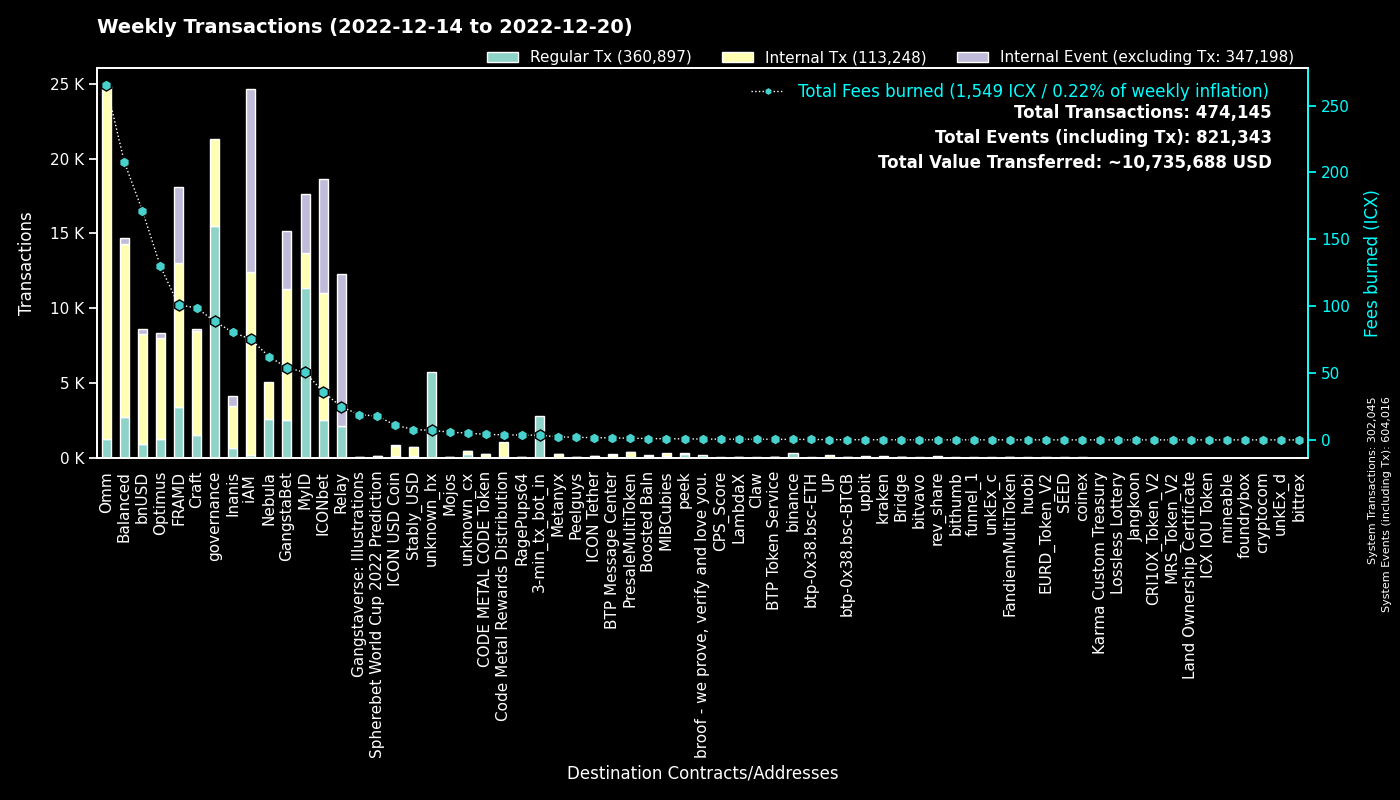 Weekly Transactions (2022-12-14 to 2022-12-20)
Regular Tx (360,897)
Internal Tx (113,248)
Internal Event (excluding Tx: 347,198)
Total Fees burned (1,549 ICX / 0.22% of weekly inflation)
Total Transactions: 474,145
Total Events (including Tx): 821,343
Total Value Transferred: ~10,735,688 USD
Transactions
25 K
20 K
15 K
10 K
5 K
0 K
250
200
150
100
50
0
Fees burned (ICX)
System Transactions: 302,045
System Events (including Tx): 604,016
Omm
Balanced
bnUSD
Optimus
FRAMD
Craft
governance
Inanis
iAM
Nebula
GangstaBet
MyID
ICONbet
Relay
Gangstaverse: Illustrations
Spherebet World Cup 2022 Prediction
ICON USD Coin
Stably_USD
unknown_hx
Mojos
unknown_cx
CODE METAL CODE Token
Code Metal Rewards Distribution
RagePups64
3-min_tx_bot_in
Metanyx
Peelguys
ICON Tether
BTP Message Center
PresaleMultiToken
Boosted Baln
MIBCubies
peek
broof - we prove, verify and love you.
CPS_Score
LambdaX
Claw
BTP Token Service
binance
btp-0x38.bsc-ETH
UP
btp-0x38.bsc-BTCB
upbit
kraken
Bridge
bitvavo
rev_share
bithumb
funnel_1
unkEx_c
FandiemMultiToken
huobi
EURD_Token_V2
SEED
coinex
Karma Custom Treasury
Lossless Lottery
Jangkoon
CRI10X_Token_V2
MRS_Token_V2
Land Ownership Certificate
ICX IOU Token
mineable
foundrybox
cryptocom
unkEx_d
bittrex
Destination Contracts/Addresses